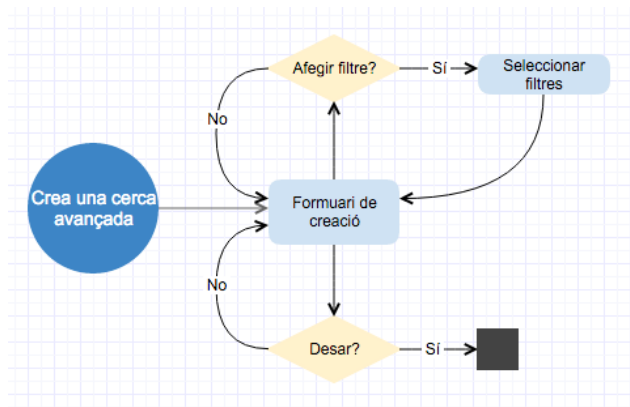 Afegir filtre?
Sí
Seleccionar
filtres
No
Crea una cerca
avançada
Formuari de
creació
No
Desar?
Sí